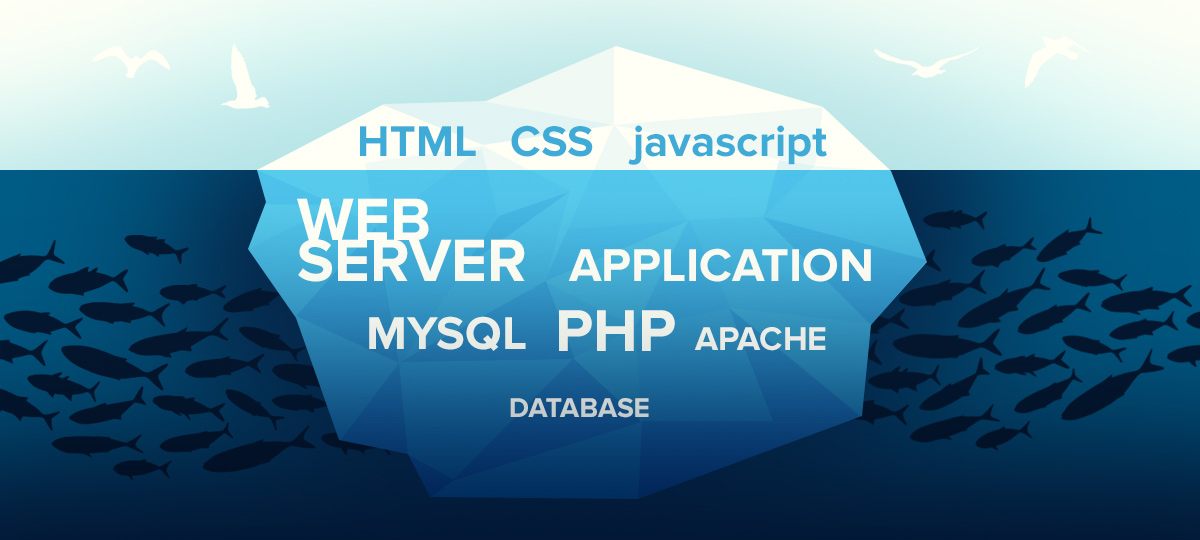 HTML CSS javascript
WEB
SERVER APPLICATION
MYSQL PHP APACHE
DATABASE